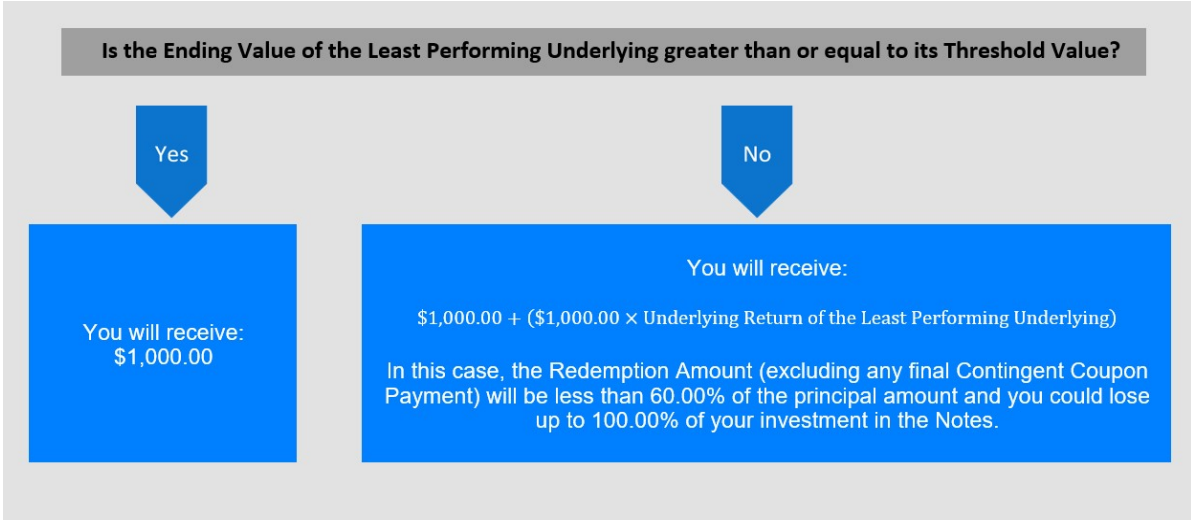 Is the Ending Value of the Least Performing Underlying greater than or equal to its Threshold Value?
Yes
No
You will receive:
$1,000.00
You will receive:
$1,000.00 + ($1,000.00 × Underlying Return of the Least Performing Underlying)
In this case, the Redemption Amount (excluding any final Contingent Coupon
Payment) will be less than 60.00% of the principal amount and you could lose
up to 100.00% of your investment in the Notes.